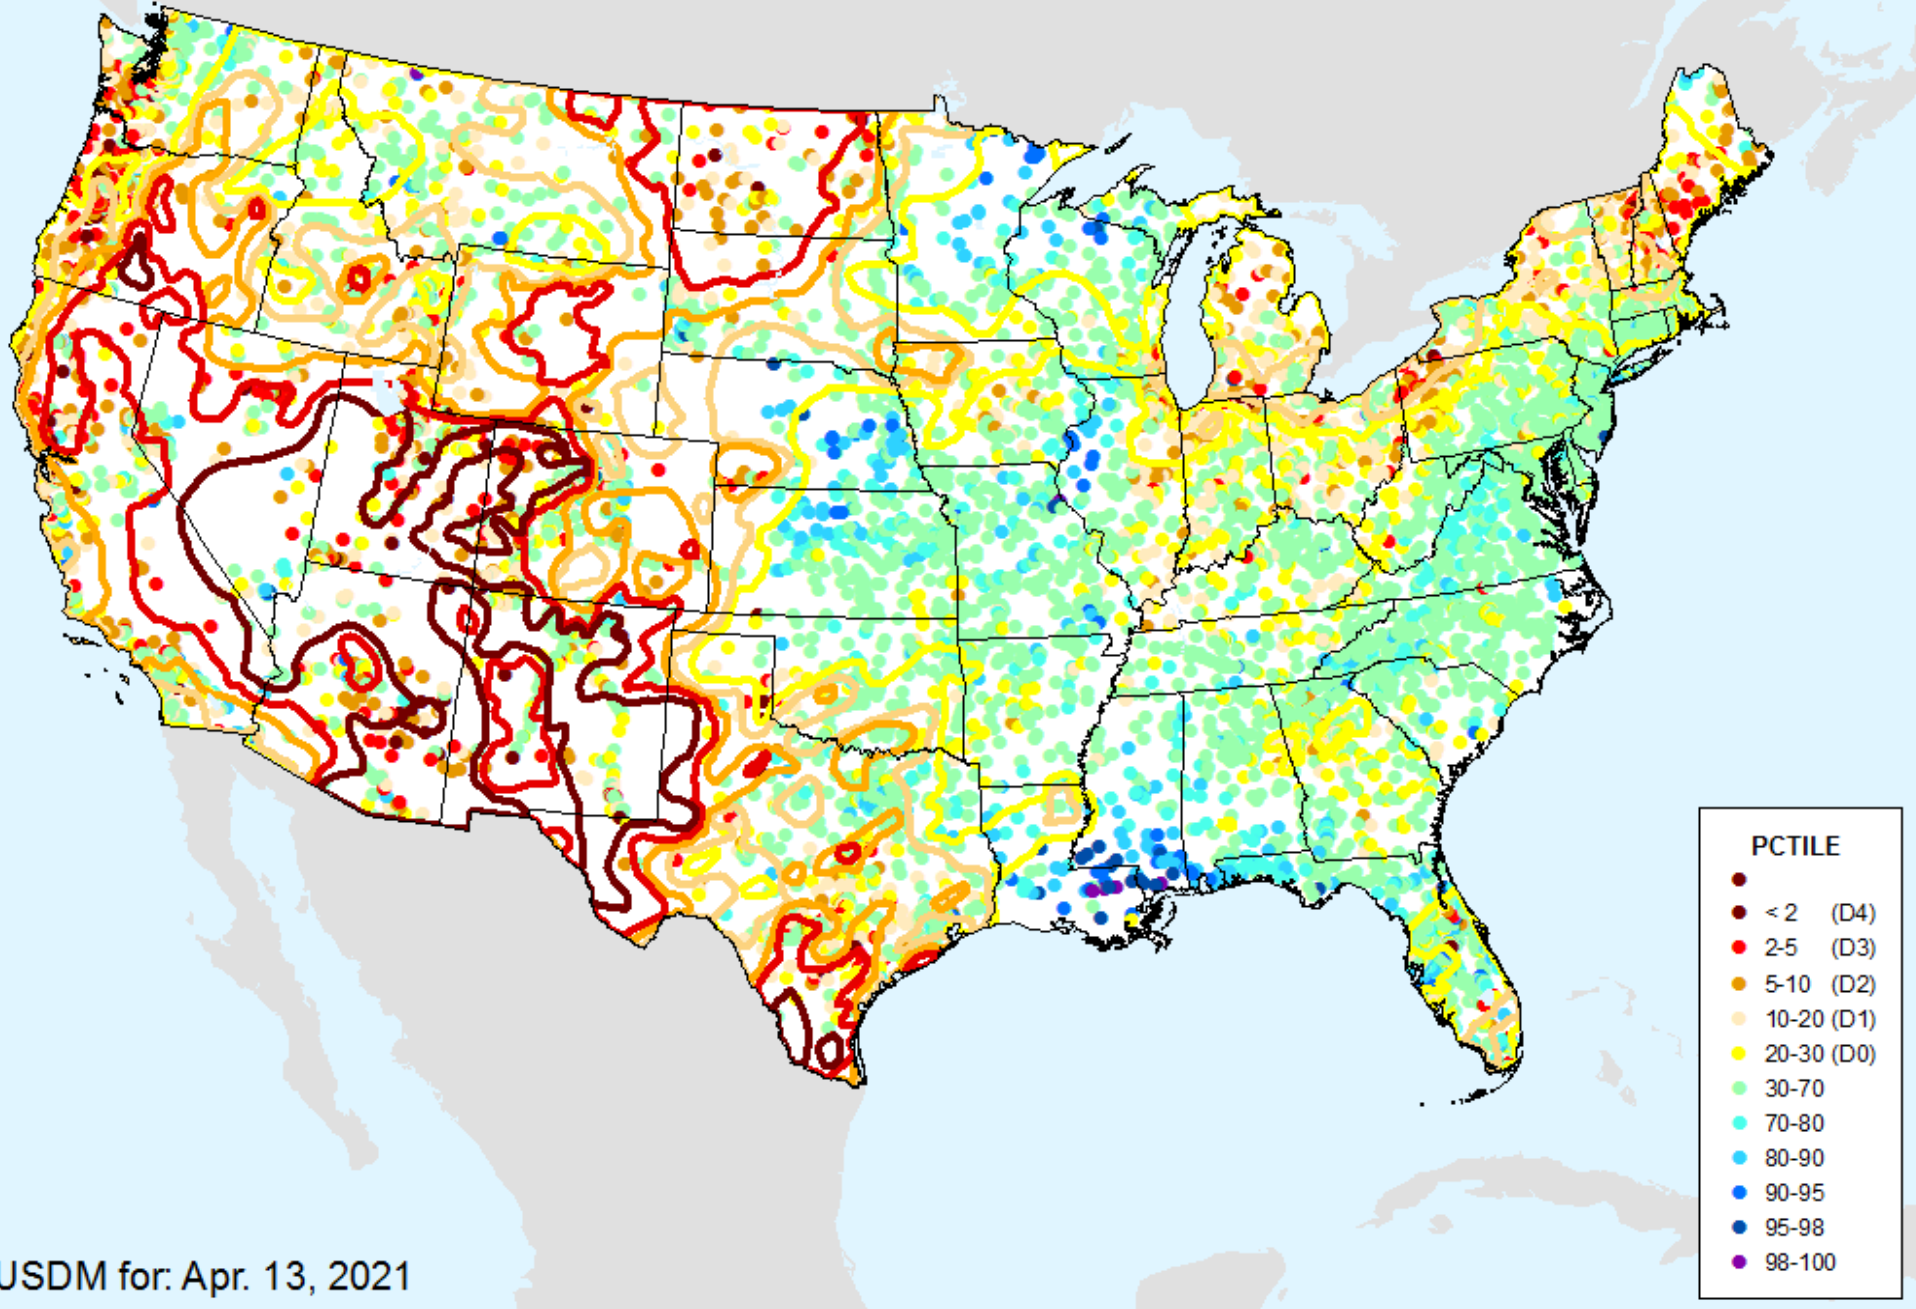 PCTILE
< 2 (D4)
2-5 (D3)
5-10 (D2)
10-20 (D1)
20-30 (D0)
30-70
70-80
80-90
90-95
95-98
98-100
USDM for: Apr. 13, 2021